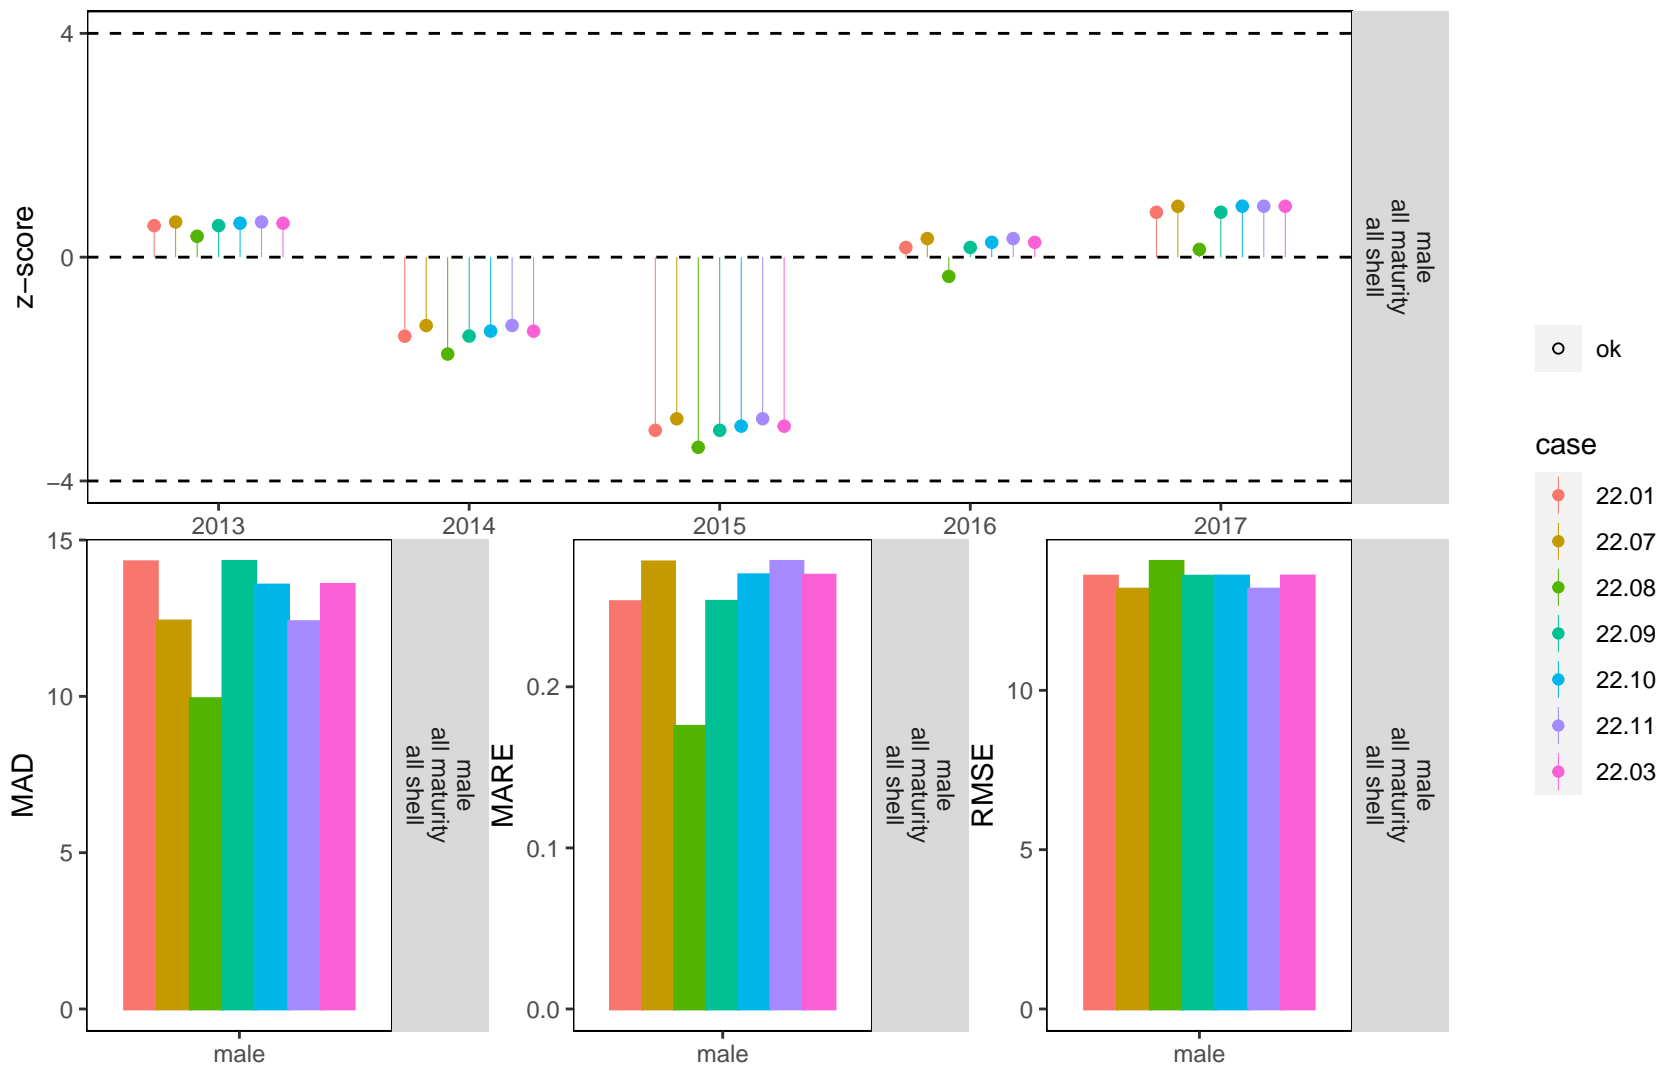 z−score
4
0
−4
2013
2014
2015
2016
2017
male
all maturity
all shell
MAD
15
10
5
0
male
male
all maturity
all shell
MARE
0.2
0.1
0.0
male
male
all maturity
all shell
RMSE
10
5
0
male
male
all maturity
all shell
ok
case
22.01
22.07
22.08
22.09
22.10
22.11
22.03